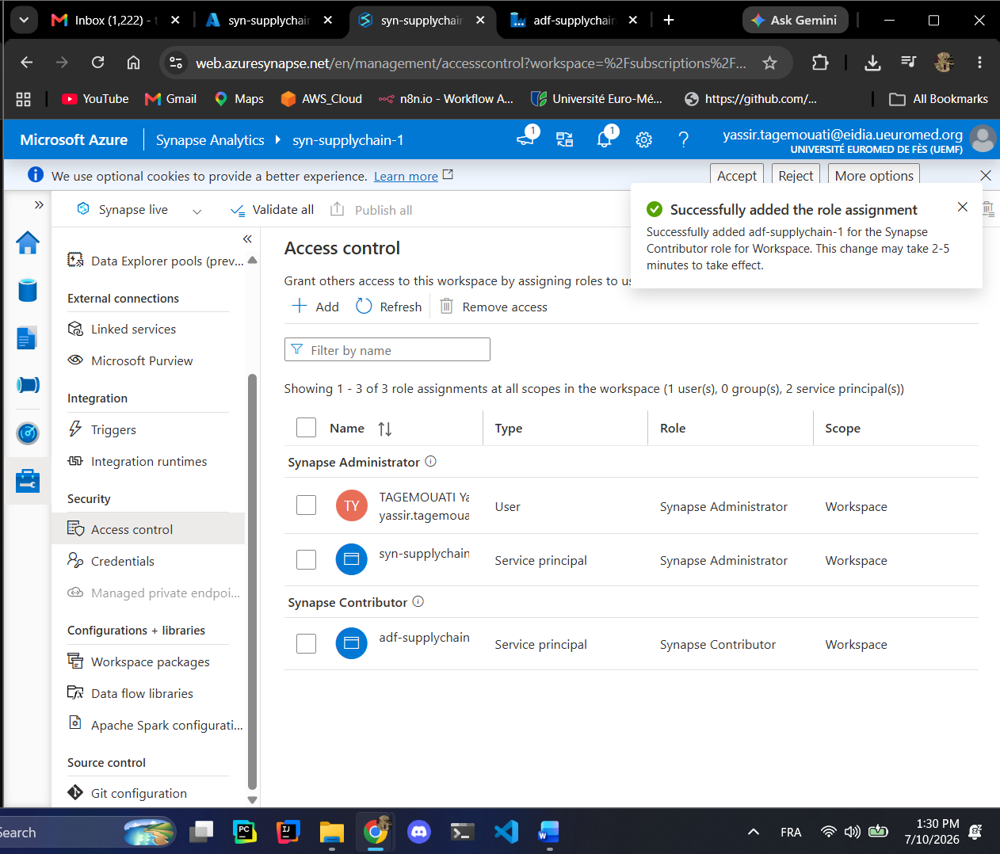 Inbox (1,222) -
syn-supplychain
syn-supplychain
adf-supplychain
Ask Gemini
web.azuresynapse.net/en/management/accesscontrol?workspace=%2Fsubscriptions%2F...
YouTube
Gmail
Maps
AWS_Cloud
n8n.io - Workflow A...
Université Euro-Mé...
https://github.com/...
All Bookmarks
Microsoft Azure
Synapse Analytics
syn-supplychain-1
1
1
yassir.tagemouati@eidia.ueuromed.org
UNIVERSITÉ EUROMED DE FÈS (UEMF)
We use optional cookies to provide a better experience. Learn more
Accept
Reject
More options
Synapse live
Validate all
Publish all
Successfully added the role assignment
Successfully added adf-supplychain-1 for the Synapse
Contributor role for Workspace. This change may take 2-5
minutes to take effect.
Data Explorer pools (prev...
External connections
Linked services
Microsoft Purview
Integration
Triggers
Integration runtimes
Security
Access control
Credentials
Managed private endpoi...
Configurations + libraries
Workspace packages
Data flow libraries
Apache Spark configurati...
Source control
Git configuration
Access control
Grant others access to this workspace by assigning roles to us
Add
Refresh
Remove access
Filter by name
Showing 1 - 3 of 3 role assignments at all scopes in the workspace (1 user(s), 0 group(s), 2 service principal(s))
Name
Type
Role
Scope
Synapse Administrator
TY
TAGEMOUATI Ya
yassir.tagemoua
User
Synapse Administrator
Workspace
syn-supplychain
Service principal
Synapse Administrator
Workspace
Synapse Contributor
adf-supplychain
Service principal
Synapse Contributor
Workspace
Search
PC
IJ
W
FRA
1:30 PM
7/10/2026